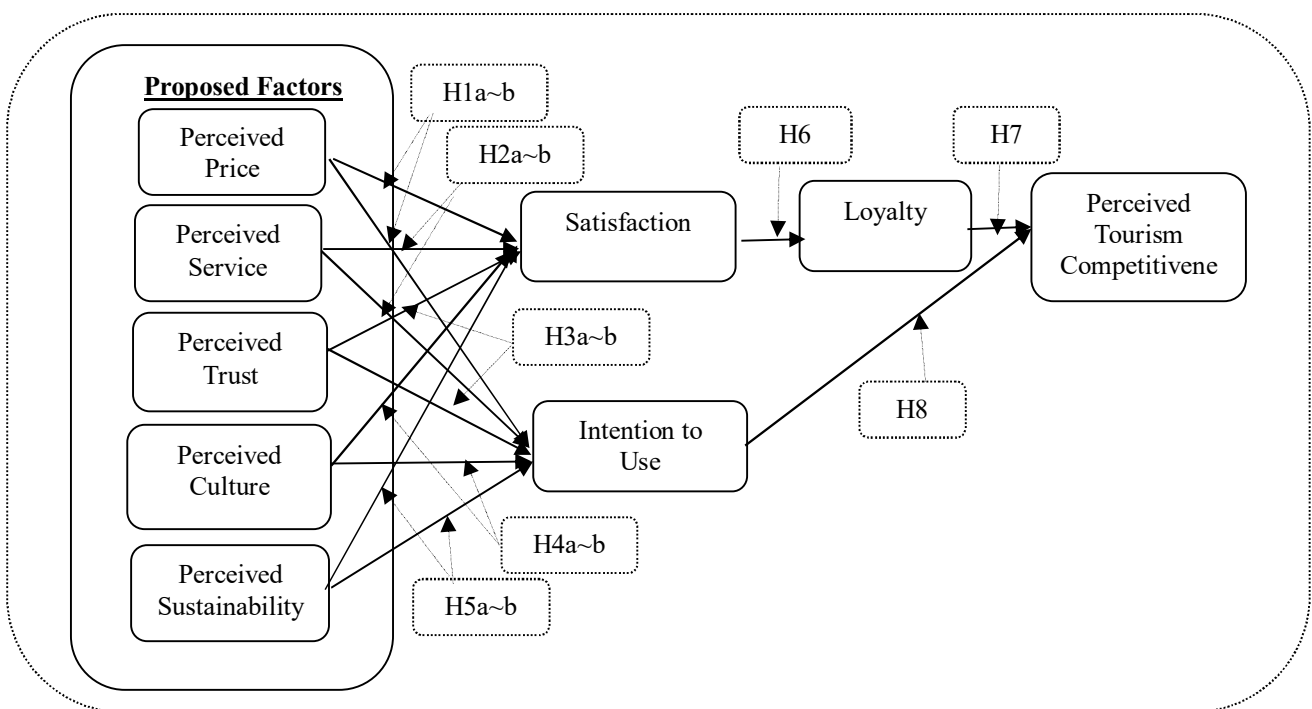 Proposed Factors
Perceived
Price
Perceived
Service
Perceived
Trust
Perceived
Culture
Perceived
Sustainability
H1a~b
H2a~b
H3a~b
H4a~b
H5a~b
Satisfaction
Intention to
Use
H6
Loyalty
H7
H8
Perceived
Tourism
Competitivene